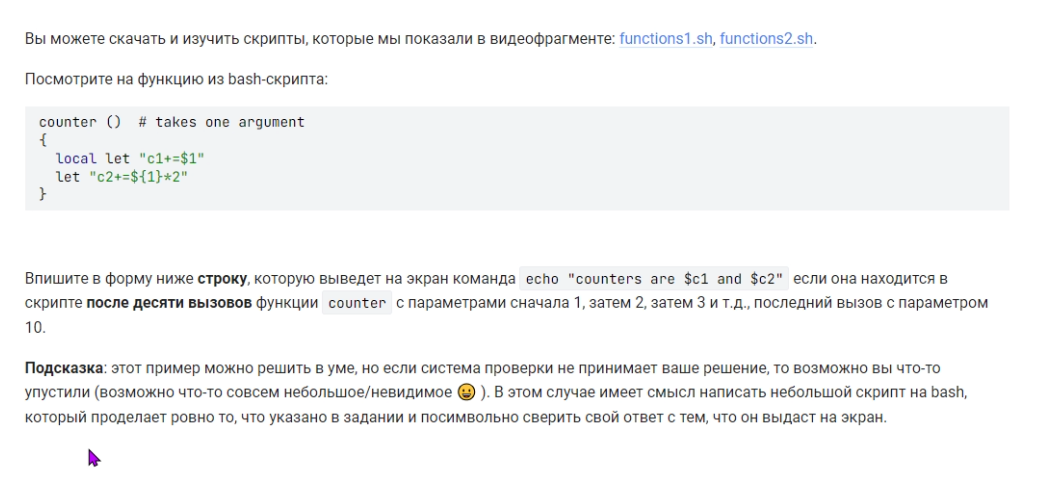 Вы можете скачать и изучить скрипты, которые мы показали в видеофрагменте: functions1.sh, functions2.sh.
Посмотрите на функцию из bash-скрипта:
counter ()  # takes one argument
{
  local let "c1+=$1"
  let "c2+=${1}*2"
}
Впишите в форму ниже строку, которую выведет на экран команда echo "counters are $c1 and $c2" если она находится в
скрипте после десяти вызовов функции counter с параметрами сначала 1, затем 2, затем 3 и т.д., последний вызов с параметром
10.
Подсказка: этот пример можно решить в уме, но если система проверки не принимает ваше решение, то возможно вы что-то
упустили (возможно что-то совсем небольшое/невидимое 😀 ). В этом случае имеет смысл написать небольшой скрипт на bash,
который проделает ровно то, что указано в задании и посимвольно сверить свой ответ с тем, что он выдаст на экран.